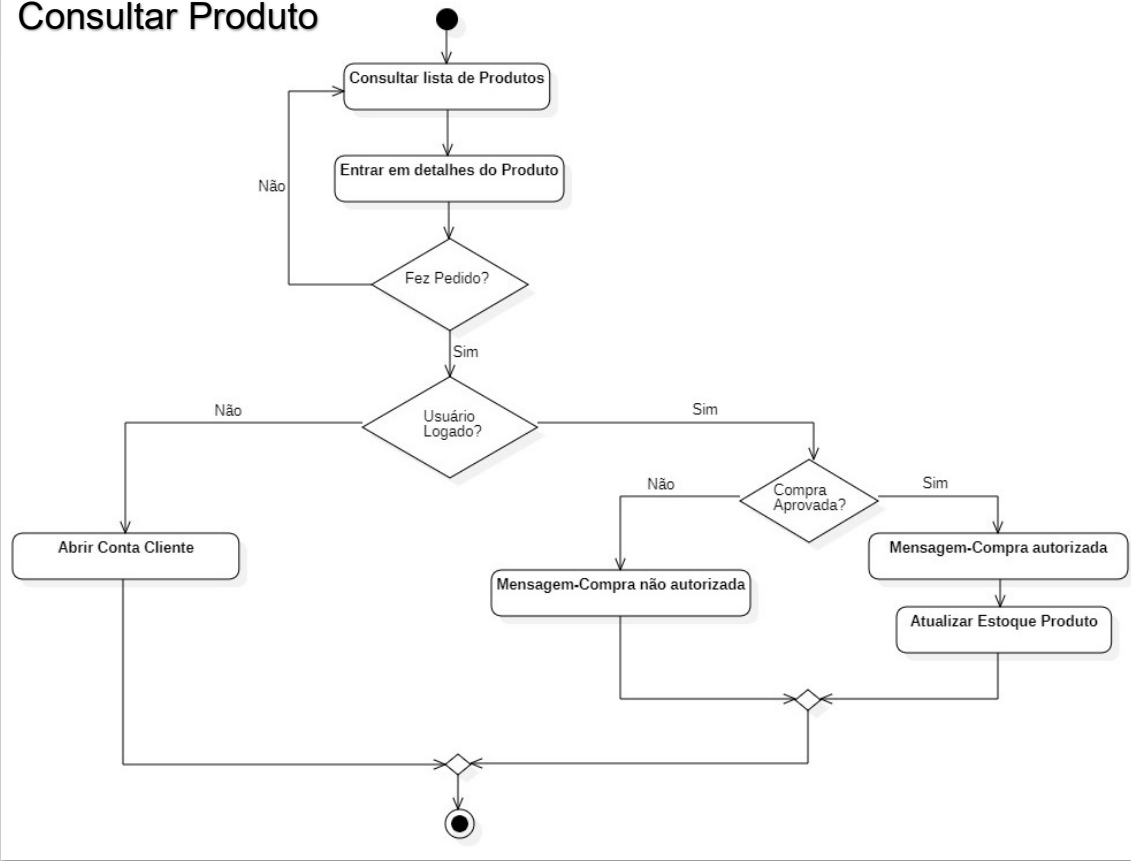 Consultar Produto
Consultar lista de Produtos
Não
Entrar em detalhes do Produto
Fez Pedido?
Sim
Não
Usuário
Logado?
Sim
Não
Compra
Aprovada?
Sim
Abrir Conta Cliente
Mensagem-Compra não autorizada
Mensagem-Compra autorizada
Atualizar Estoque Produto